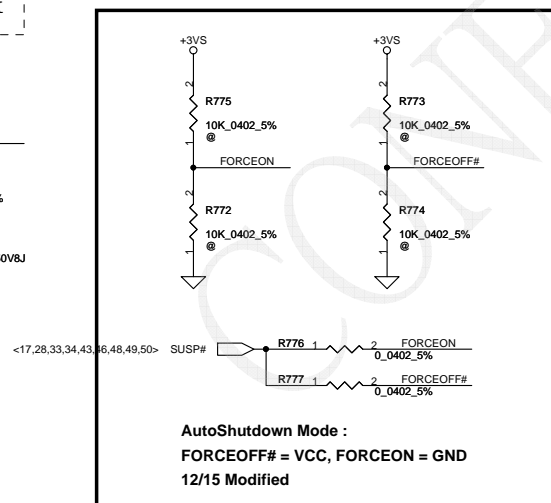 +3VS +3VS
2 2
R775 R773
10K_0402_5% 10K_0402_5%
@ @
1 1
FORCEON FORCEOFF#
2 2
R772 R774
10K_0402_5% 10K_0402_5%
@ @
1 1
%
0V8J
<17,28,33,34,43,46,48,49,50> SUSP# R776 1 2 FORCEON
0_0402_5%
R777 1 2 FORCEOFF#
0_0402_5%
AutoShutdown Mode :
FORCEOFF# = VCC, FORCEON = GND
12/15 Modified
CONF